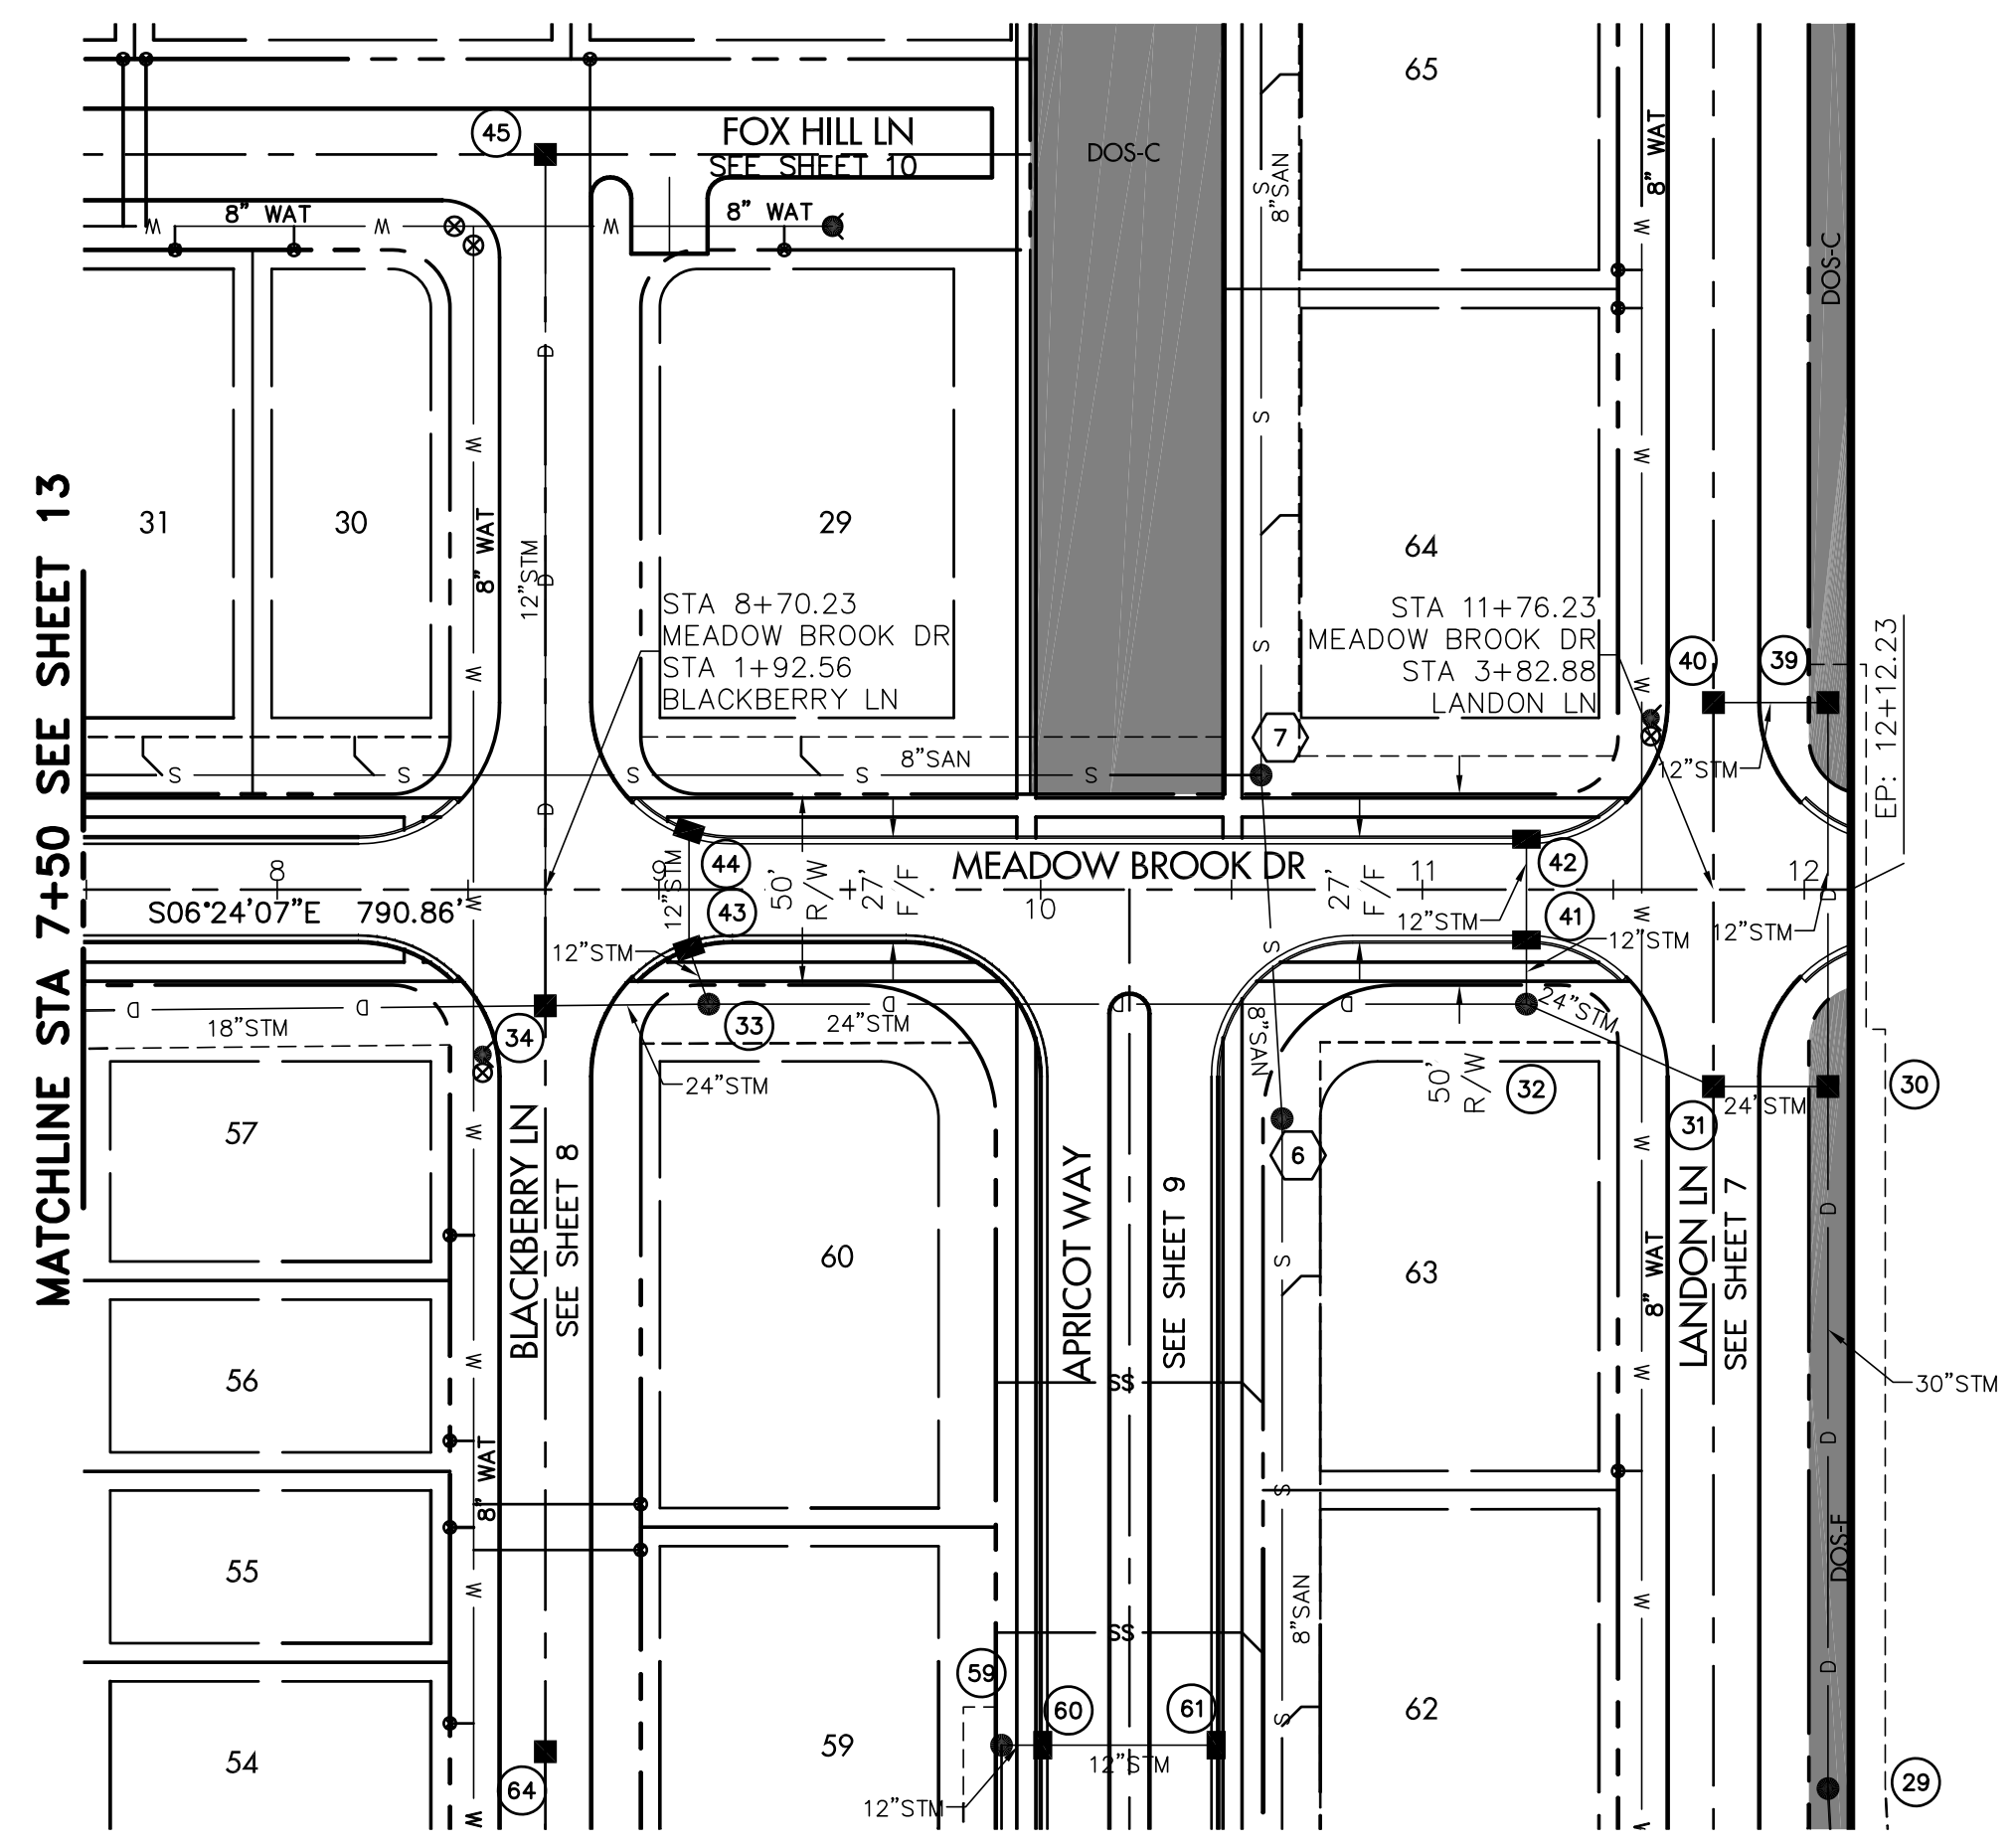 65
8" WAT
45
FOX HILL LN
SEE SHEET 10
DOS-C
8"SAN
S
8" WAT
8" WAT
W
W
W
W
DOS-C
D
S
W
W
MATCHLINE STA 7+50 SEE SHEET 13
31
30
29
64
8" WAT
12"STM
D
STA 8+70.23
MEADOW BROOK DR
STA 1+92.56
BLACKBERRY LN
STA 11+76.23
MEADOW BROOK DR
STA 3+82.88
LANDON LN
S
W
W
40
39
EP: 12+12.23
7
8"SAN
S
S
S
S
S
12"STM
D
44
MEADOW BROOK DR
42
8
9
12"STM
50'
R/W
27'
F/F
10
27'
F/F
11
12
S06°24'07"E 790.86'
W
43
41
12"STM
12"STM
12"STM
12"STM
W
D
S
D
D
18"STM
34
33
24"STM
D
D
D
8"SAN
24"STM
24"STM
50'
R/W
32
31
24"STM
30
57
W
6
W
BLACKBERRY LN
SEE SHEET 8
60
APRICOT WAY
SEE SHEET 9
S
63
8" WAT
LANDON LN
SEE SHEET 7
D
56
W
SS
W
30"STM
8" WAT
S
D
55
W
8"SAN
W
DOS-F
SS
59
D
54
64
59
60
61
S
62
12"STM
12"STM
W
29